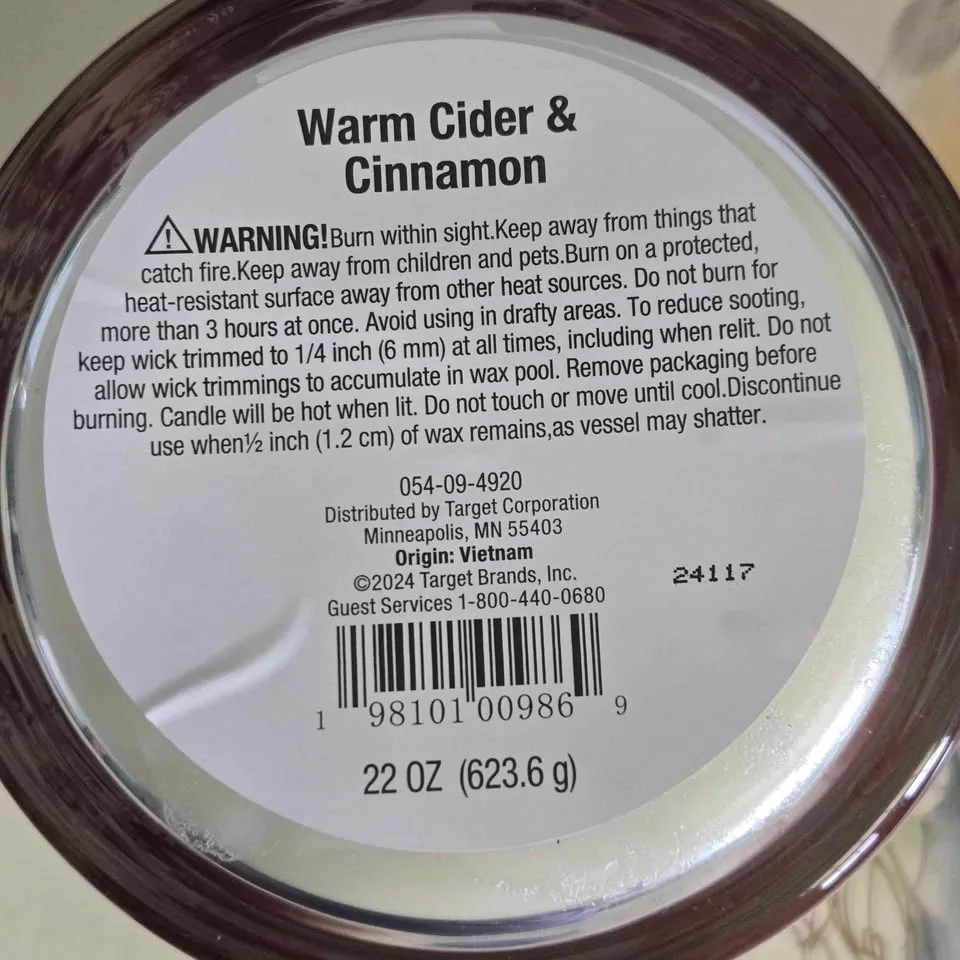 Warm Cider &
Cinnamon
⚠WARNING!Burn within sight.Keep away from things that
catch fire.Keep away from children and pets.Burn on a protected,
heat-resistant surface away from other heat sources. Do not burn for
more than 3 hours at once. Avoid using in drafty areas. To reduce sooting,
keep wick trimmed to 1/4 inch (6 mm) at all times, including when relit. Do not
allow wick trimmings to accumulate in wax pool. Remove packaging before
burning. Candle will be hot when lit. Do not touch or move until cool.Discontinue
use when½ inch (1.2 cm) of wax remains,as vessel may shatter.
054-09-4920
Distributed by Target Corporation
Minneapolis, MN 55403
Origin: Vietnam
©2024 Target Brands, Inc.
Guest Services 1-800-440-0680
24117
1 98101 00986 9
22 OZ (623.6 g)